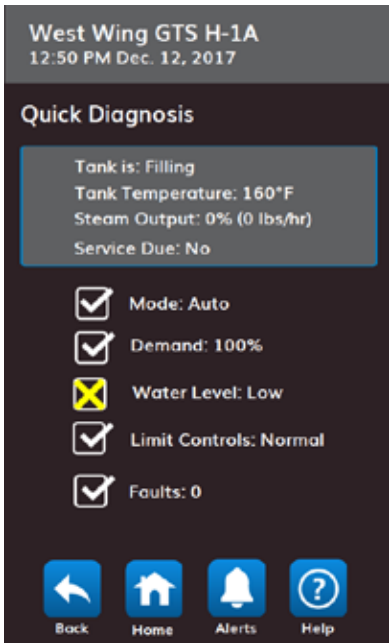 West Wing GTS H-1A
12:50 PM Dec. 12, 2017
Quick Diagnosis
Tank is: Filling
Tank Temperature: 160°F
Steam Output: 0% (0 lbs/hr)
Service Due: No
Mode: Auto
Demand: 100%
Water Level: Low
Limit Controls: Normal
Faults: 0
Back Home Alerts Help